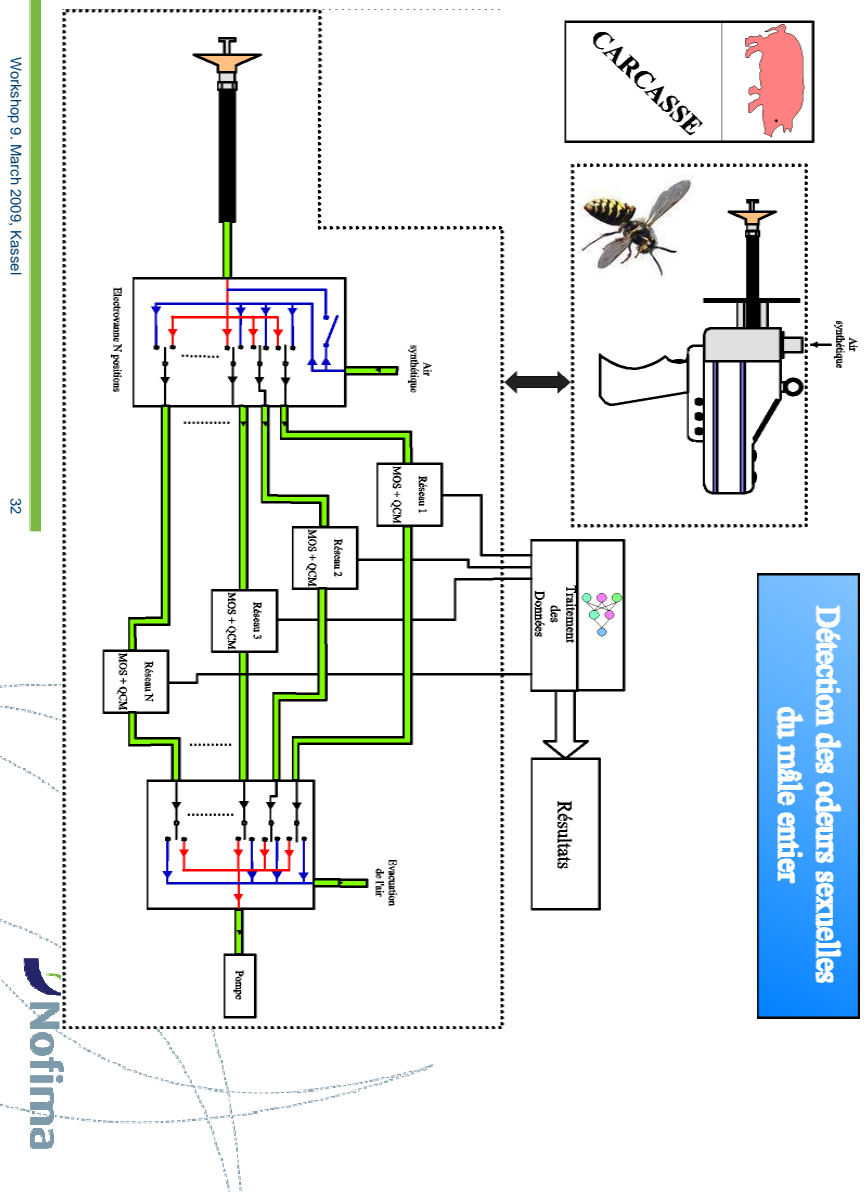 Détection des odeurs sexuelles
du mâle entier
CARCASSE
Air
synthétique
Air
synthétique
Electrovanne N positions
Réseau 1
MOS + QCM
Réseau 2
MOS + QCM
Réseau 3
MOS + QCM
Réseau N
MOS + QCM
Traitement
des
Données
Résultats
Evacuation
de l'air
Pompe
Workshop 9. March 2009, Kassel
32
Nofima